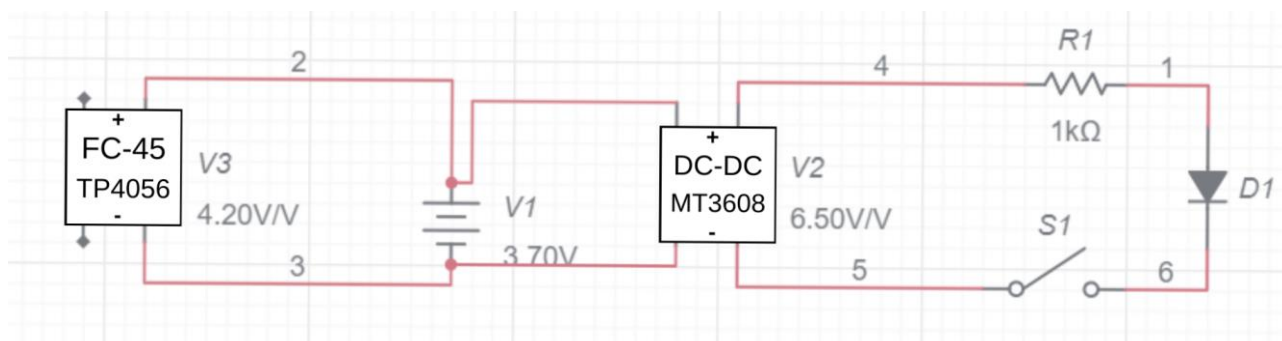 2
+
FC-45
TP4056
-
V3
4.20V/V
3
V1
3.70V
+
DC-DC
MT3608
-
V2
6.50V/V
4
R1
1kΩ
1
D1
S1
5
6